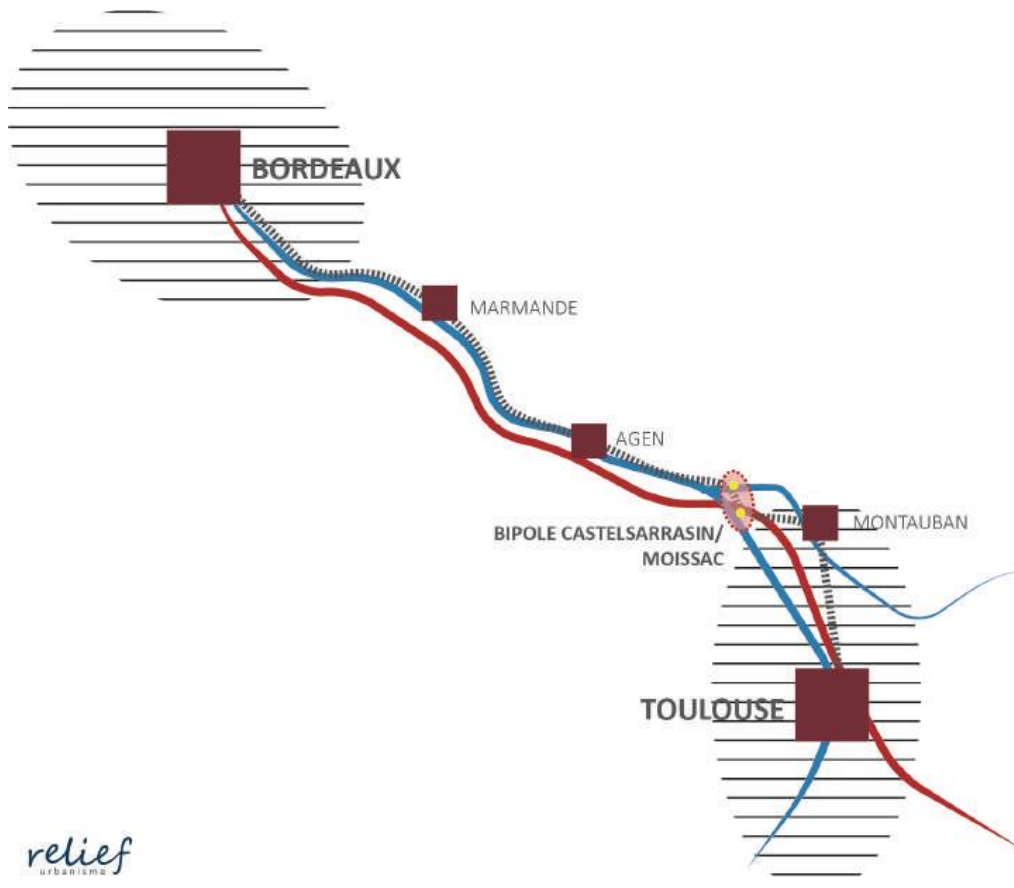 BORDEAUX
MARMANDE
AGEN
MONTAUBAN
BIPOLE CASTELSARRASIN/
MOISSAC
TOULOUSE
relief
urbanisme